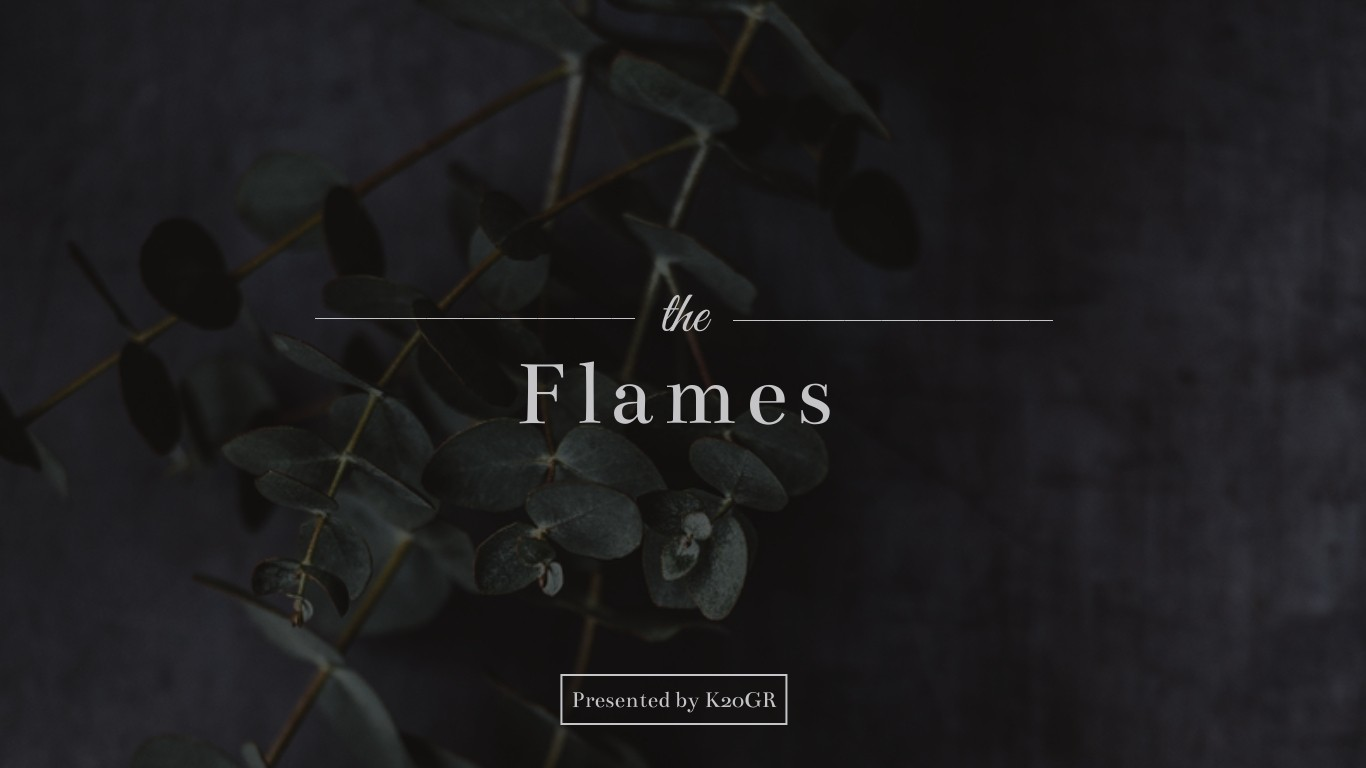 the
Flames
Presented by K20GR